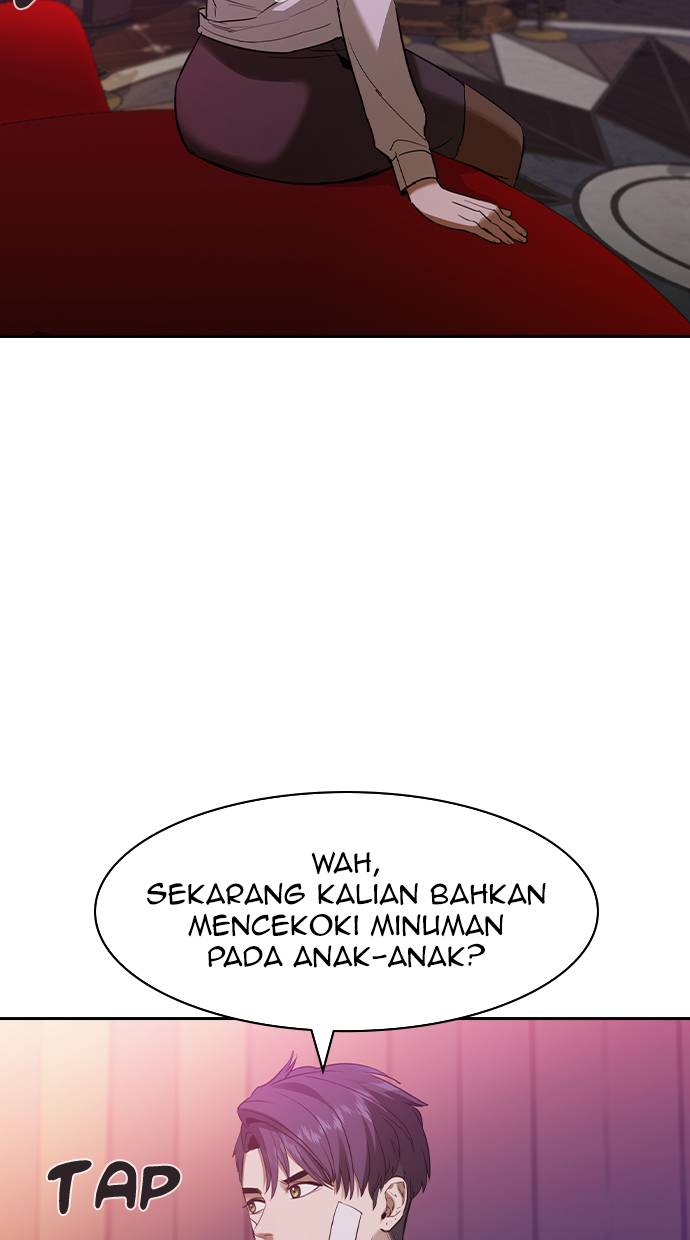 WAH,
SEKARANG KALIAN BAHKAN
MENCEKOKI MINUMAN
PADA ANAK-ANAK?
TAP